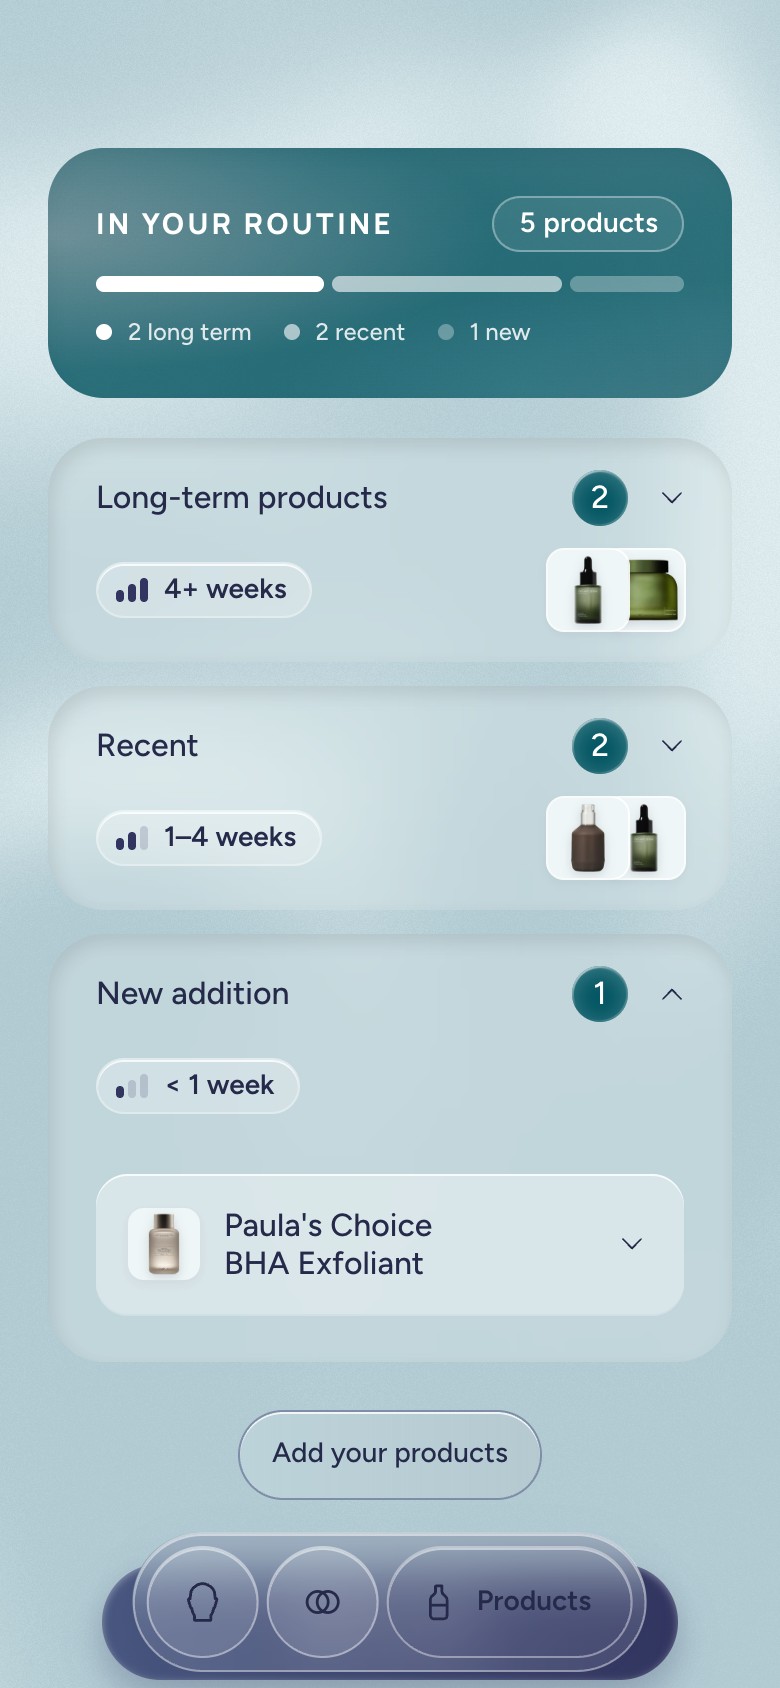 IN YOUR ROUTINE
5 products
2 long term
2 recent
1 new
Long-term products
2
4+ weeks
Recent
2
1–4 weeks
New addition
1
< 1 week
Paula's Choice
BHA Exfoliant
Add your products
Products